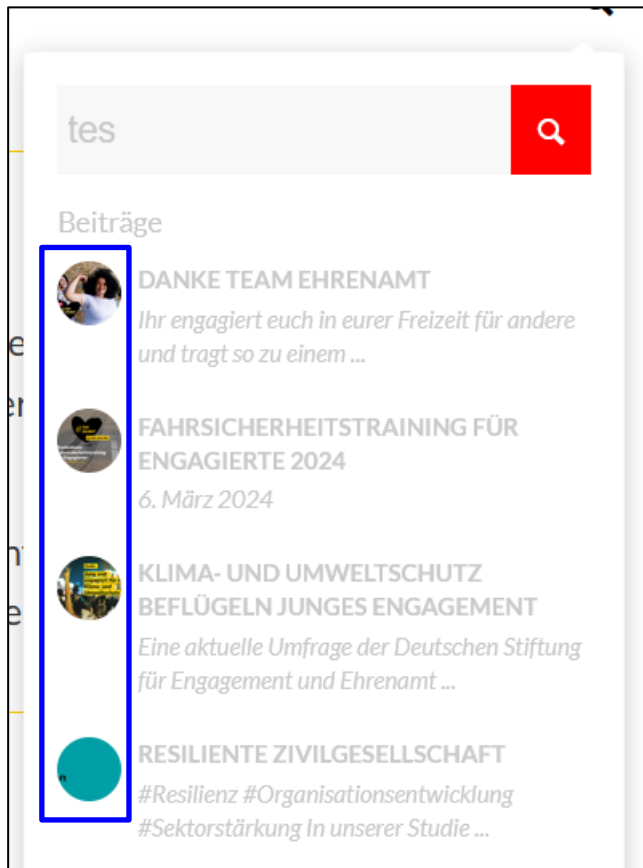 tes
Beiträge
DANKE TEAM EHRENAMT
Ihr engagiert euch in eurer Freizeit für andere
und tragt so zu einem ...
FAHRSICHERHEITSTRAINING FÜR
ENGAGIERTE 2024
6. März 2024
KLIMA- UND UMWELTSCHUTZ
BEFLÜGELN JUNGES ENGAGEMENT
Eine aktuelle Umfrage der Deutschen Stiftung
für Engagement und Ehrenamt ...
RESILIENTE ZIVILGESELLSCHAFT
#Resilienz #Organisationsentwicklung
#Sektorstärkung In unserer Studie ...